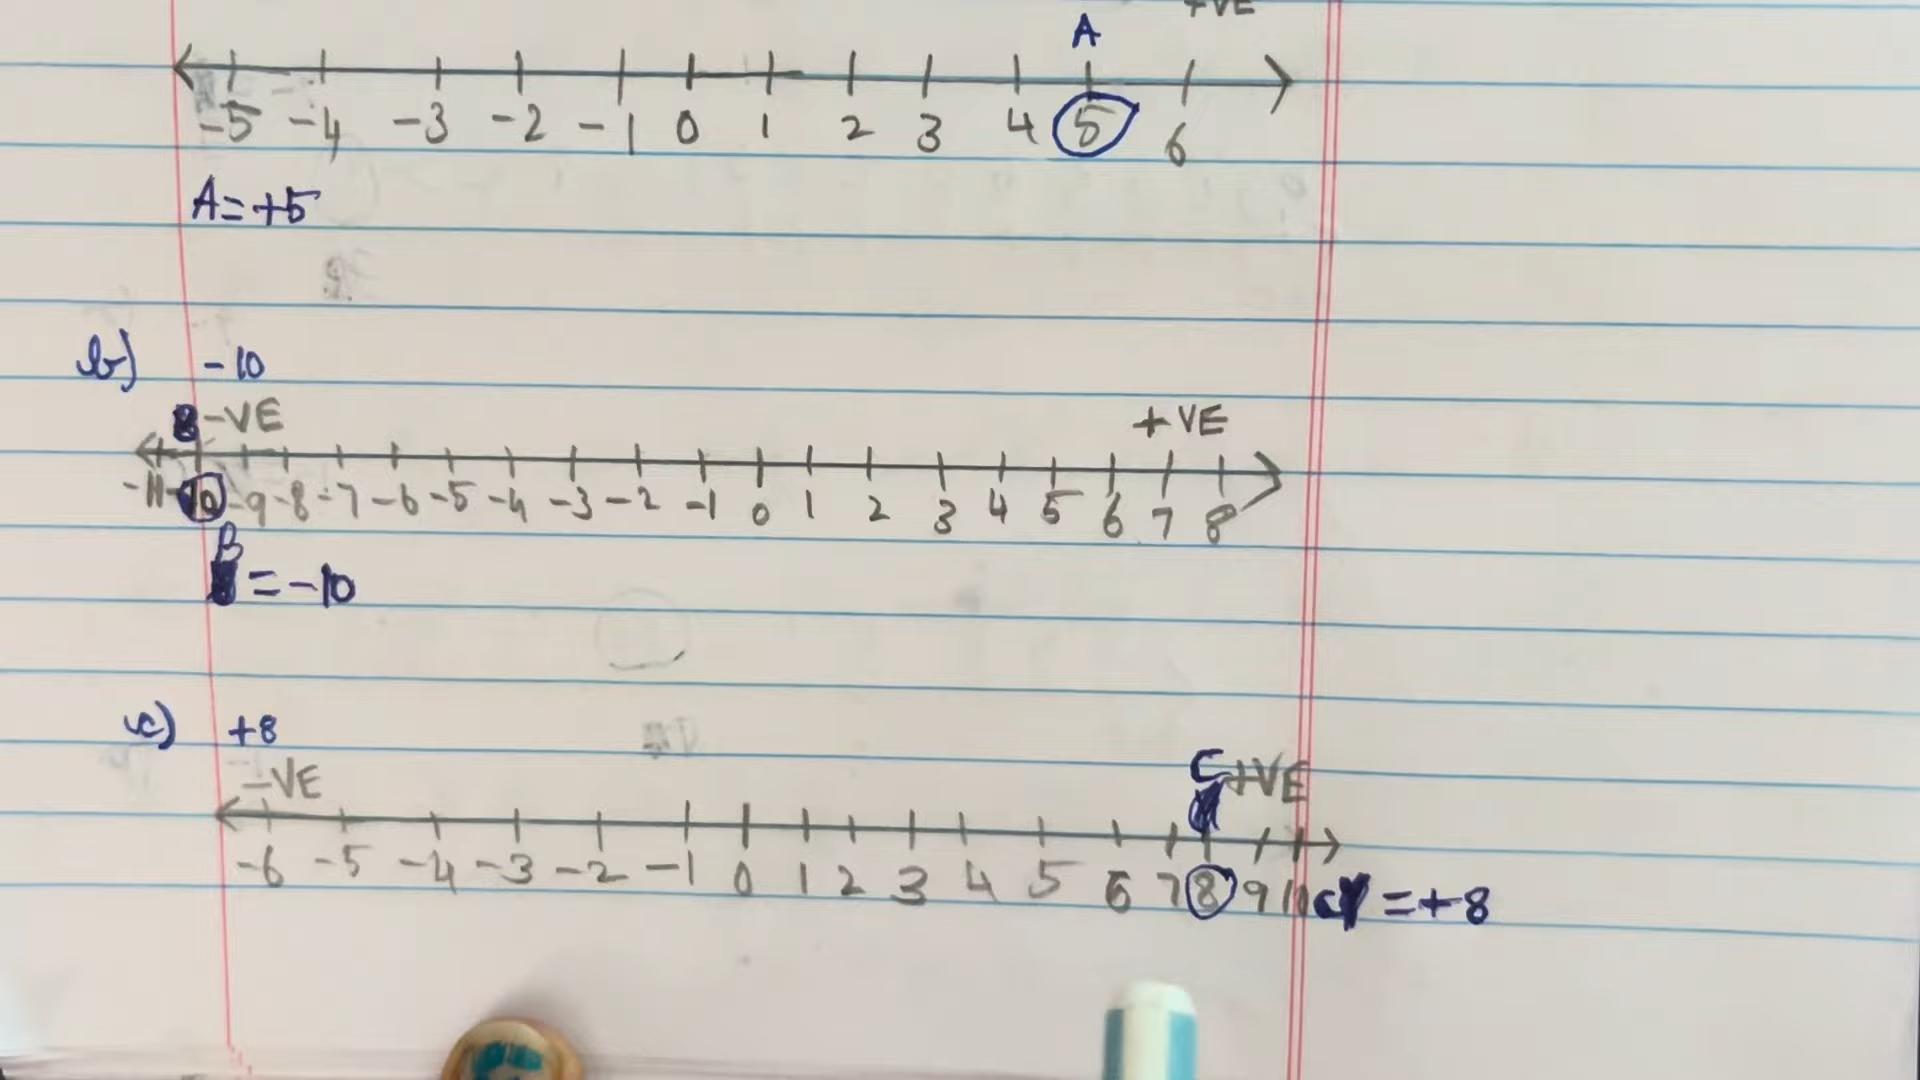 +VE
A
-5 -4 -3 -2 -1 0 1 2 3 4 5 6
A = +5
b) -10
B -VE +VE
-11 -10 -9 -8 -7 -6 -5 -4 -3 -2 -1 0 1 2 3 4 5 6 7 8
B = -10
c) +8
-VE C +VE
-6 -5 -4 -3 -2 -1 0 1 2 3 4 5 6 7 8 9 C = +8